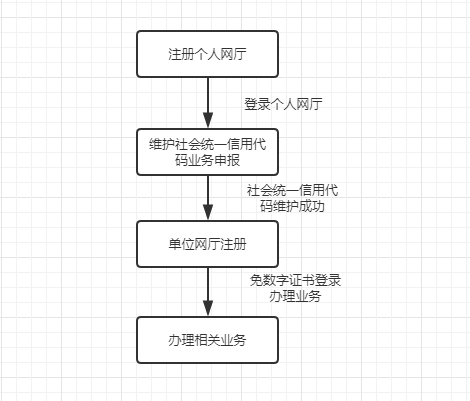 注册个人网厅
登录个人网厅
维护社会统一信用代
码业务申报
社会统一信用代
码维护成功
单位网厅注册
免数字证书登录
办理业务
办理相关业务